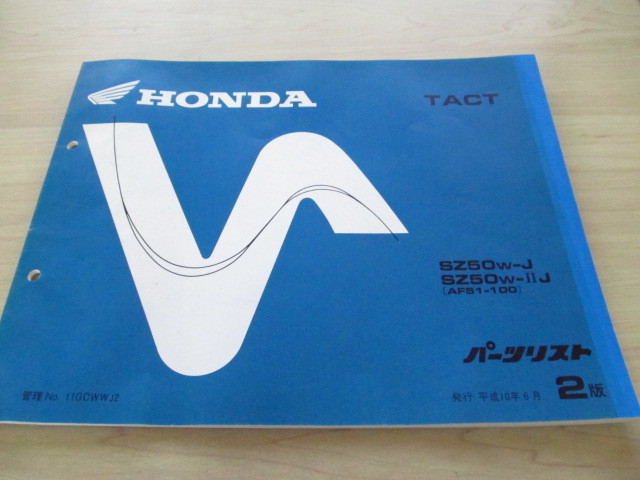 HONDA
TACT
SZ50W-J
SZ50W-ⅡJ
(AF51-100)
パーツリスト
管理 No. 11GCWWJ2
発行 平成10年6月 2版